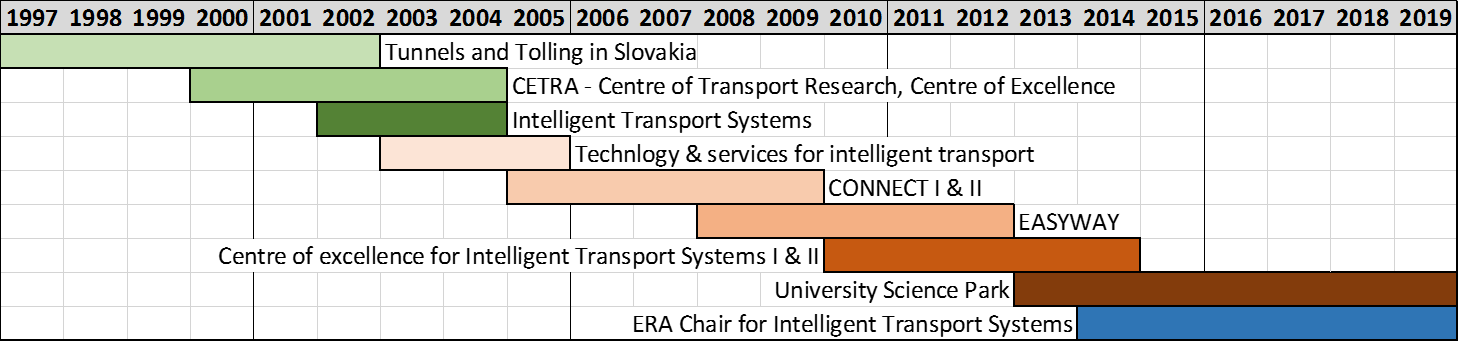 1997 1998 1999 2000 2001 2002 2003 2004 2005 2006 2007 2008 2009 2010 2011 2012 2013 2014 2015 2016 2017 2018 2019
Tunnels and Tolling in Slovakia
CETRA - Centre of Transport Research, Centre of Excellence
Intelligent Transport Systems
Technlogy & services for intelligent transport
CONNECT I & II
EASYWAY
Centre of excellence for Intelligent Transport Systems I & II
University Science Park
ERA Chair for Intelligent Transport Systems